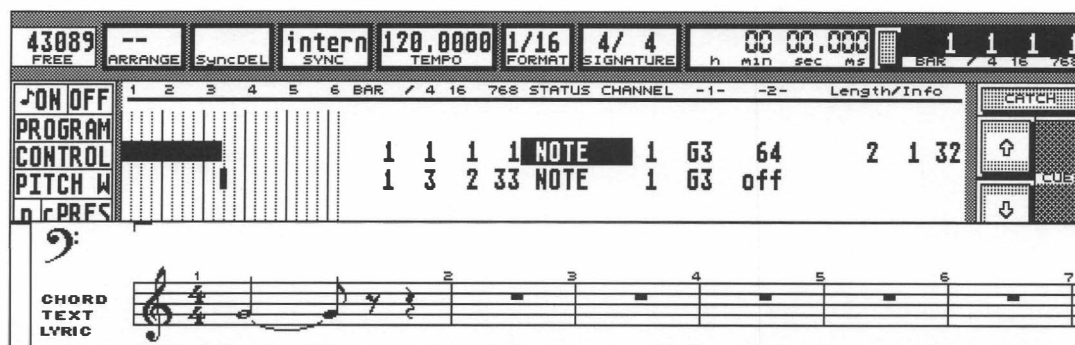 43089 -- intern 120.0000 1/16 4/ 4 00 00.000 1 1 1 1
FREE ARRANGE SyncDEL SYNC TEMPO FORMAT SIGNATURE h min sec ms BAR / 4 16 768
♪ON OFF 1 2 3 4 5 6 BAR / 4 16 768 STATUS CHANNEL -1- -2- Length/Info CATCH
PROGRAM
CONTROL 1 1 1 1 NOTE 1 G3 64 2 1 32
PITCH W 1 3 2 33 NOTE 1 G3 off CUE
1 2 3 4 5 6 7
4
4
CHORD
TEXT
LYRIC